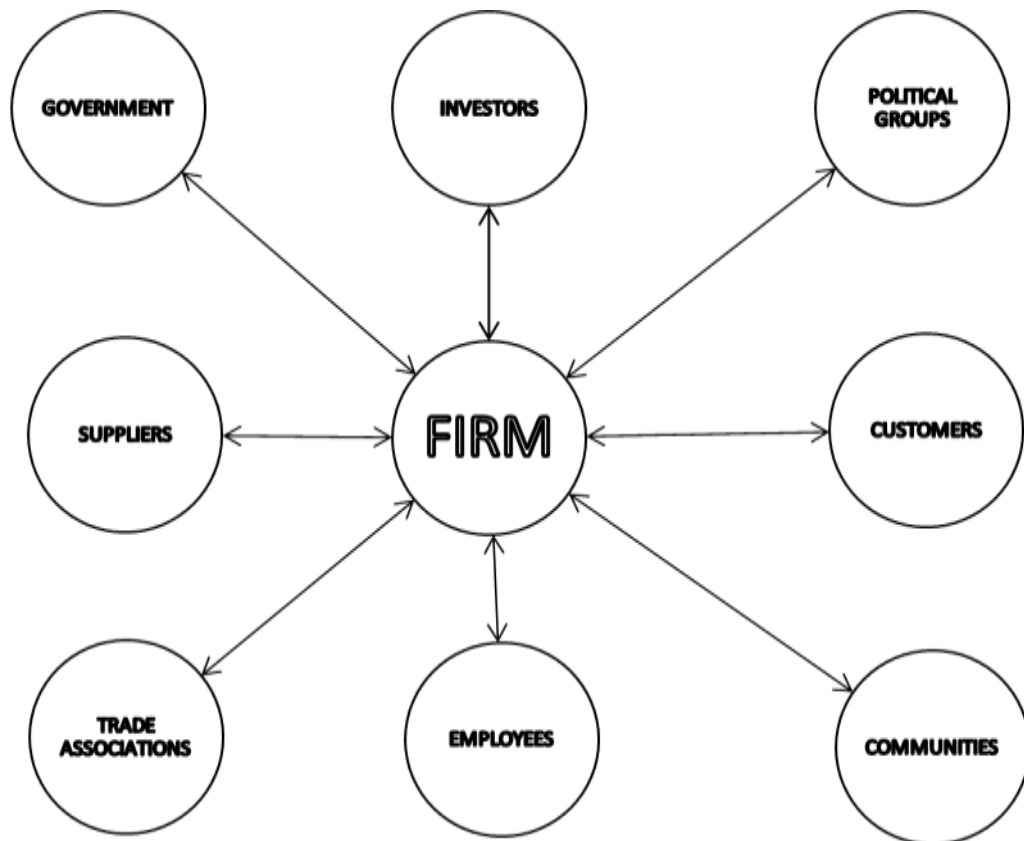 GOVERNMENT
INVESTORS
POLITICAL
GROUPS
SUPPLIERS
FIRM
CUSTOMERS
TRADE
ASSOCIATIONS
EMPLOYEES
COMMUNITIES